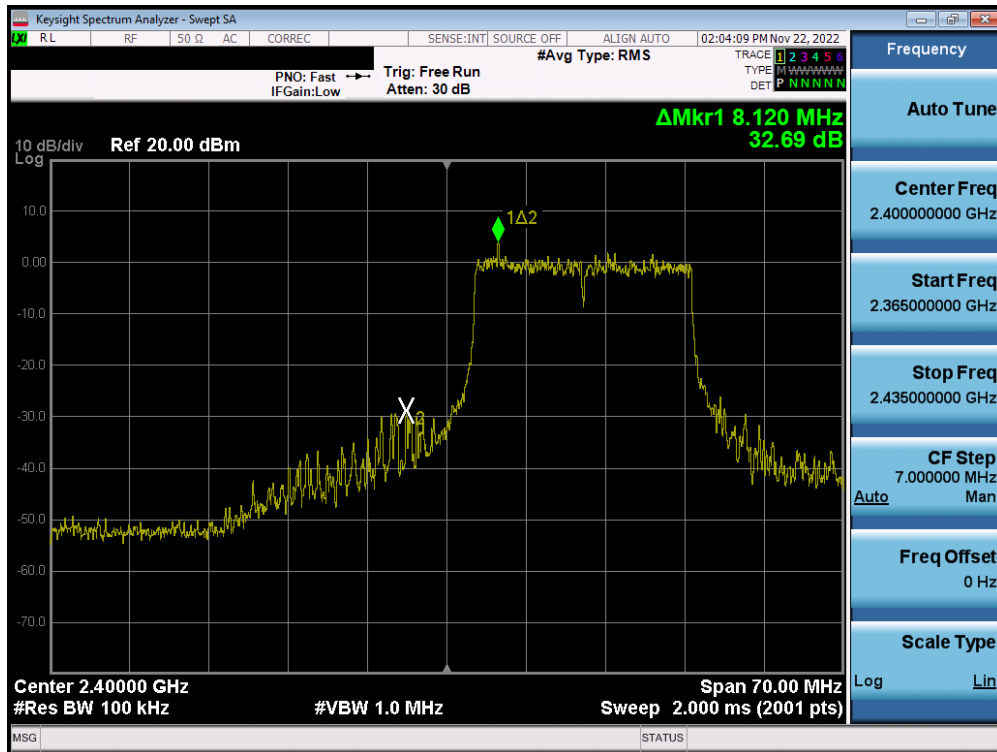 Keysight Spectrum Analyzer - Swept SA
LXI RL RF 50 Ω AC CORREC SENSE:INT SOURCE OFF ALIGN AUTO 02:04:09 PM Nov 22, 2022
#Avg Type: RMS
PNO: Fast
IFGain:Low
Trig: Free Run
Atten: 30 dB
TRACE 1 2 3 4 5 6
TYPE M W W W W W
DET P N N N N N
ΔMkr1 8.120 MHz
32.69 dB
10 dB/div
Log
Ref 20.00 dBm
1Δ2
10.0
0.00
-10.0
-20.0
-30.0
2
-40.0
-50.0
-60.0
-70.0
Center 2.40000 GHz
Span 70.00 MHz
#Res BW 100 kHz
#VBW 1.0 MHz
Sweep 2.000 ms (2001 pts)
MSG
STATUS
Frequency
Auto Tune
Center Freq
2.400000000 GHz
Start Freq
2.365000000 GHz
Stop Freq
2.435000000 GHz
CF Step
7.000000 MHz
Auto Man
Freq Offset
0 Hz
Scale Type
Log Lin